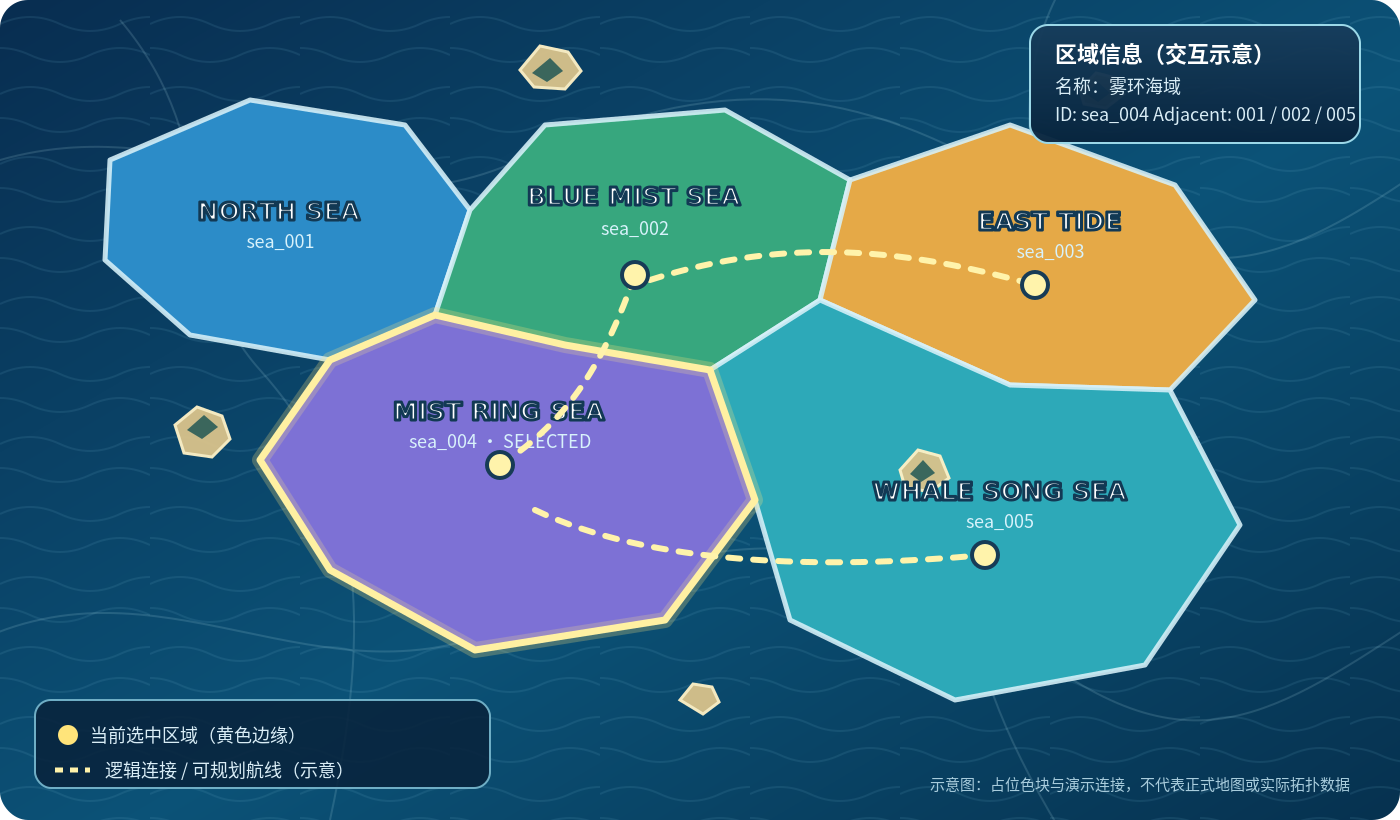 区域信息（交互示意）
名称：雾环海域
ID: sea_004 Adjacent: 001 / 002 / 005
NORTH SEA
sea_001
BLUE MIST SEA
sea_002
EAST TIDE
sea_003
MIST RING SEA
sea_004 · SELECTED
WHALE SONG SEA
sea_005
当前选中区域（黄色边缘）
逻辑连接 / 可规划航线（示意）
示意图：占位色块与演示连接，不代表正式地图或实际拓扑数据